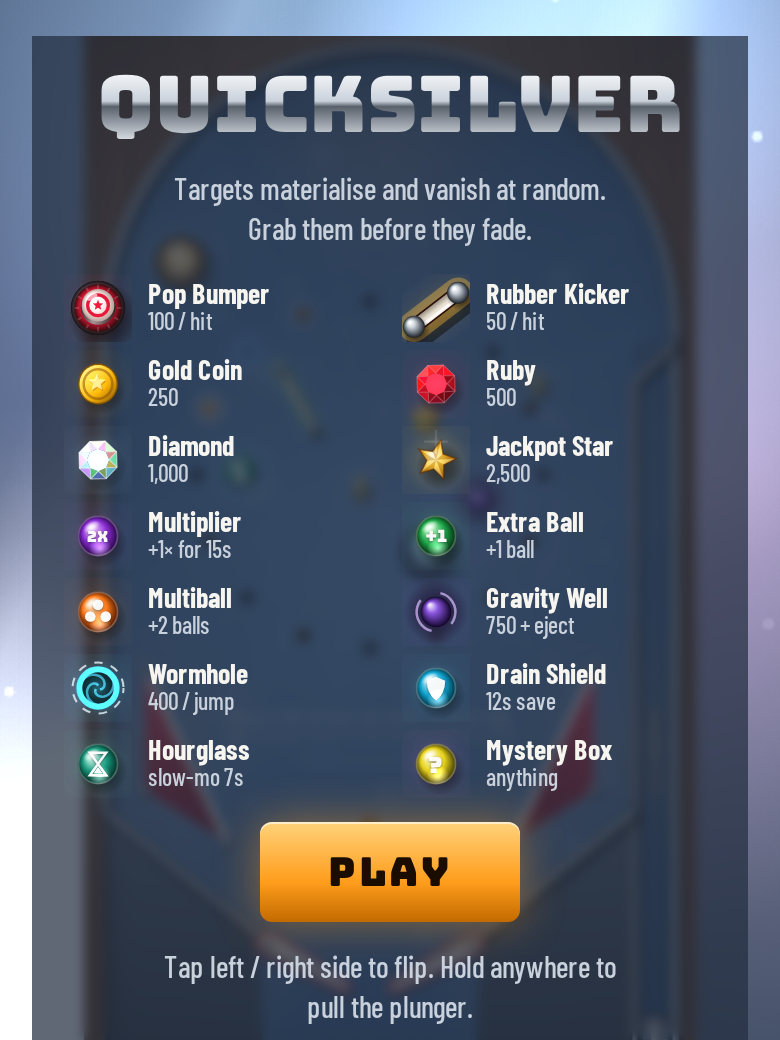 QUICKSILVER
Targets materialise and vanish at random.
Grab them before they fade.
Pop Bumper
100 / hit
Rubber Kicker
50 / hit
Gold Coin
250
Ruby
500
Diamond
1,000
Jackpot Star
2,500
2X
Multiplier
+1× for 15s
+1
Extra Ball
+1 ball
Multiball
+2 balls
Gravity Well
750 + eject
Wormhole
400 / jump
Drain Shield
12s save
Hourglass
slow-mo 7s
?
Mystery Box
anything
PLAY
Tap left / right side to flip. Hold anywhere to
pull the plunger.